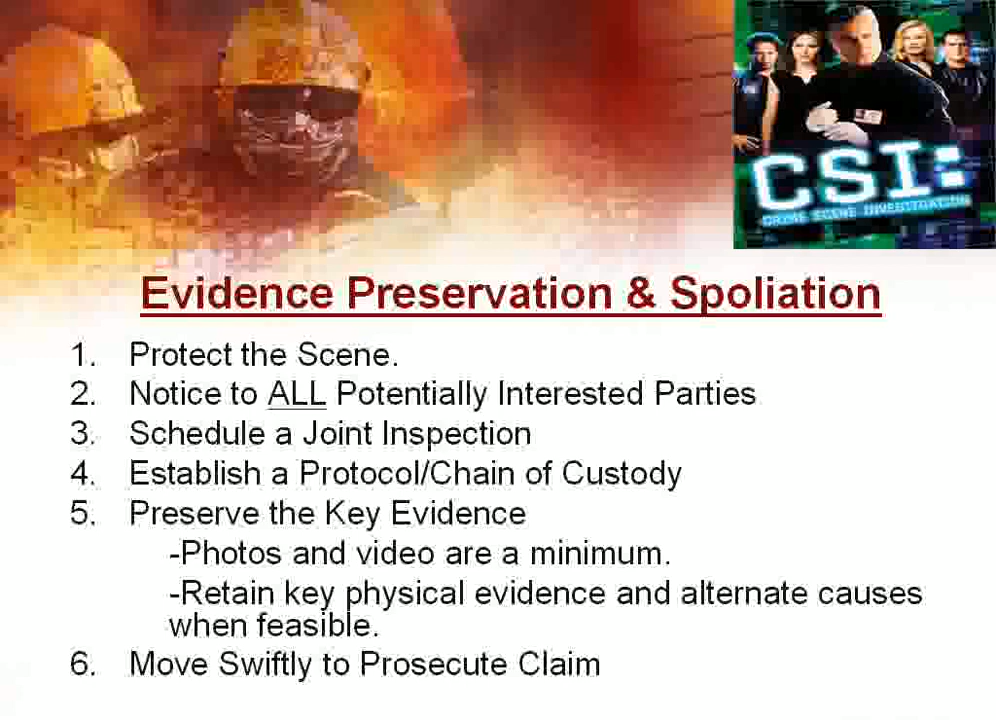 CSI:
CRIME SCENE INVESTIGATION
Evidence Preservation & Spoliation
1. Protect the Scene.
2. Notice to ALL Potentially Interested Parties
3. Schedule a Joint Inspection
4. Establish a Protocol/Chain of Custody
5. Preserve the Key Evidence
-Photos and video are a minimum.
-Retain key physical evidence and alternate causes
when feasible.
6. Move Swiftly to Prosecute Claim